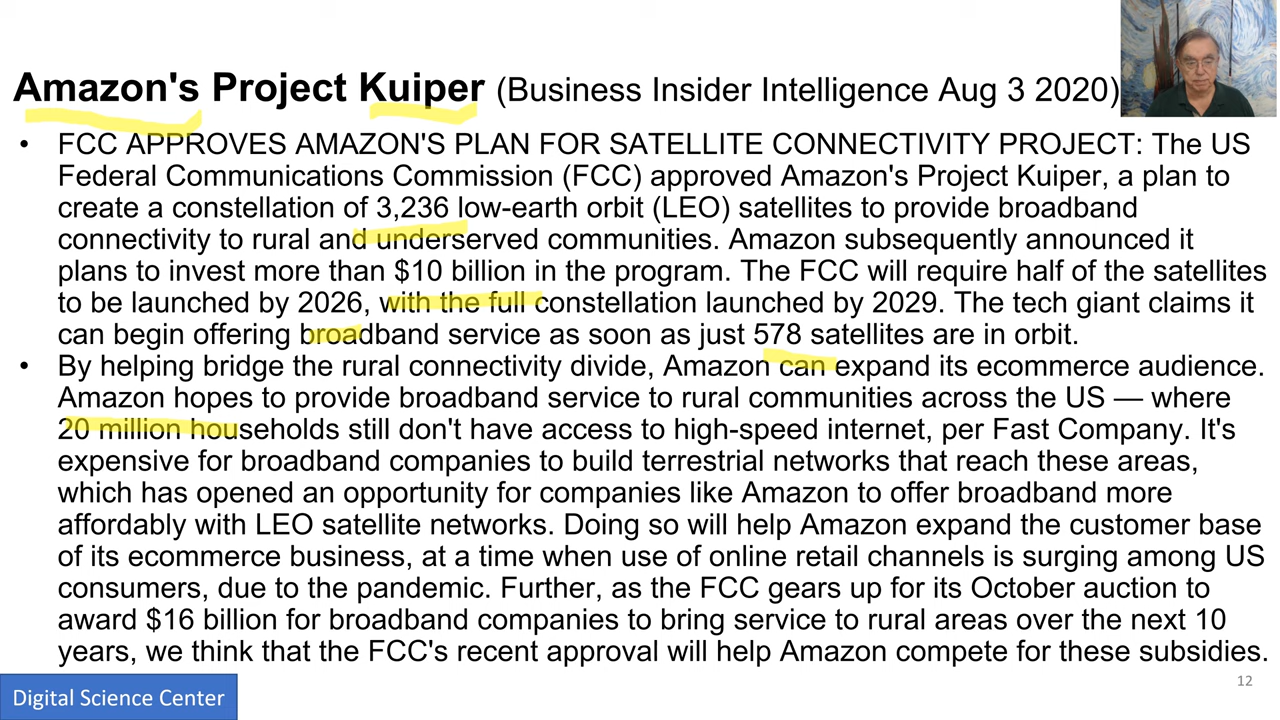 Amazon's Project Kuiper (Business Insider Intelligence Aug 3 2020)
• FCC APPROVES AMAZON'S PLAN FOR SATELLITE CONNECTIVITY PROJECT: The US
Federal Communications Commission (FCC) approved Amazon's Project Kuiper, a plan to
create a constellation of 3,236 low-earth orbit (LEO) satellites to provide broadband
connectivity to rural and underserved communities. Amazon subsequently announced it
plans to invest more than $10 billion in the program. The FCC will require half of the satellites
to be launched by 2026, with the full constellation launched by 2029. The tech giant claims it
can begin offering broadband service as soon as just 578 satellites are in orbit.
• By helping bridge the rural connectivity divide, Amazon can expand its ecommerce audience.
Amazon hopes to provide broadband service to rural communities across the US — where
20 million households still don't have access to high-speed internet, per Fast Company. It's
expensive for broadband companies to build terrestrial networks that reach these areas,
which has opened an opportunity for companies like Amazon to offer broadband more
affordably with LEO satellite networks. Doing so will help Amazon expand the customer base
of its ecommerce business, at a time when use of online retail channels is surging among US
consumers, due to the pandemic. Further, as the FCC gears up for its October auction to
award $16 billion for broadband companies to bring service to rural areas over the next 10
years, we think that the FCC's recent approval will help Amazon compete for these subsidies.
12
Digital Science Center